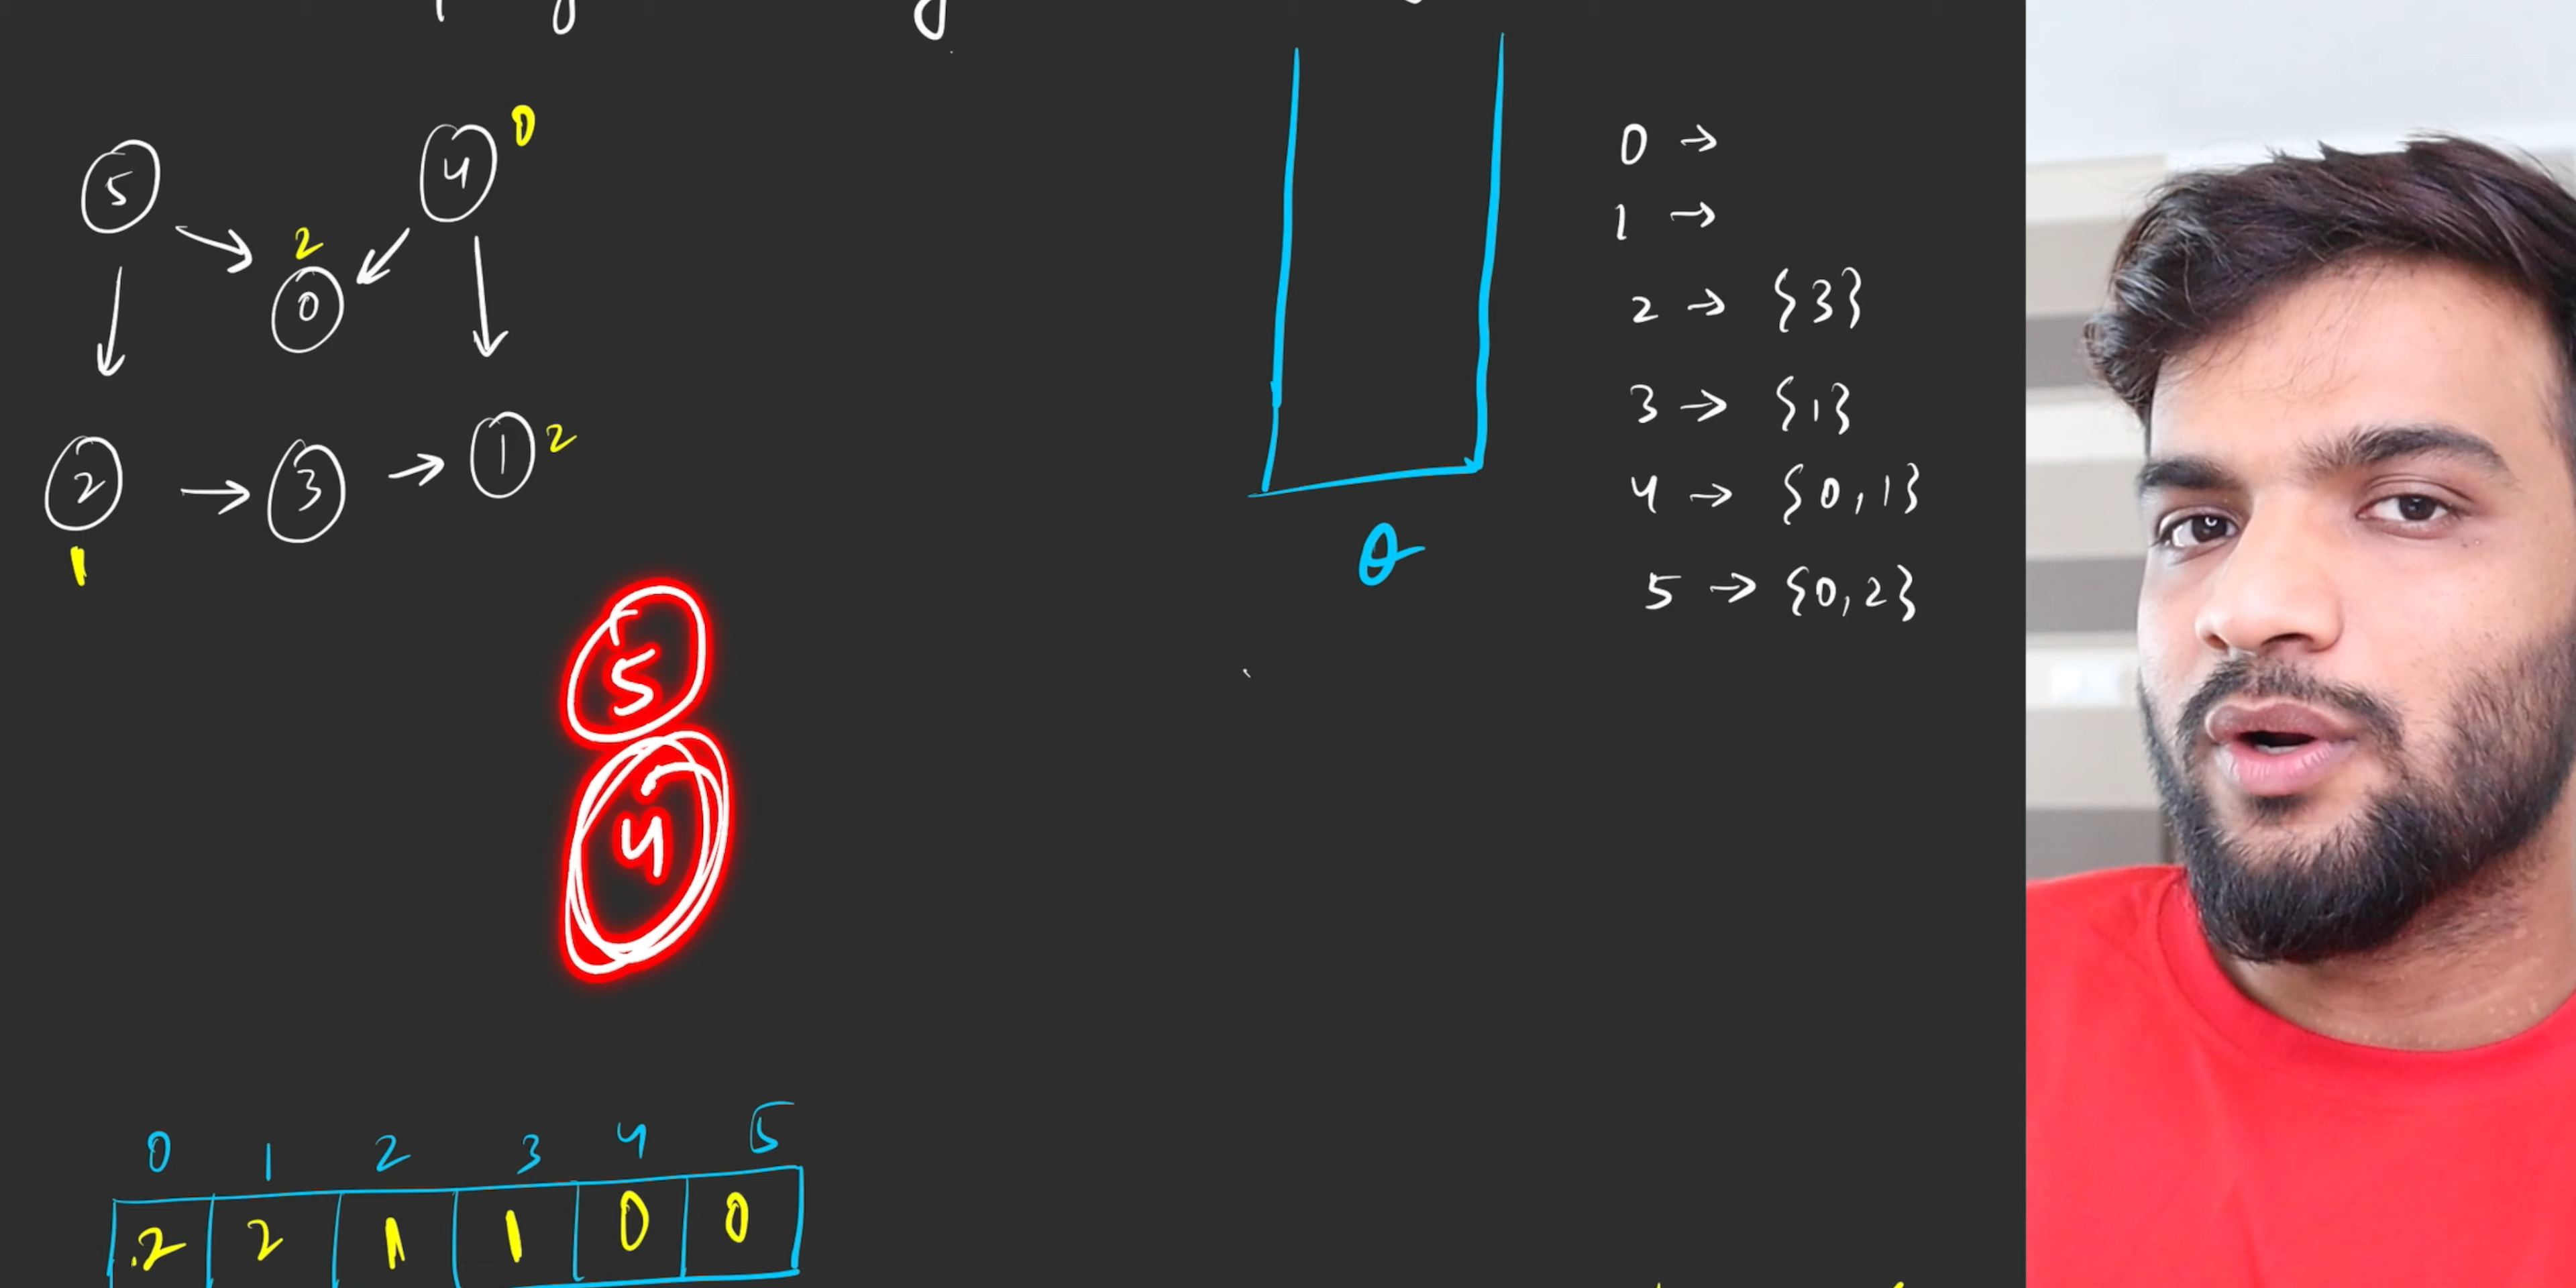 5 4 0
2
0
2 3 1 2
1
5
4
0 1 2 3 4 5
2 2 1 1 0 0
Q
0 →
1 →
2 → {3}
3 → {1}
4 → {0,1}
5 → {0,2}